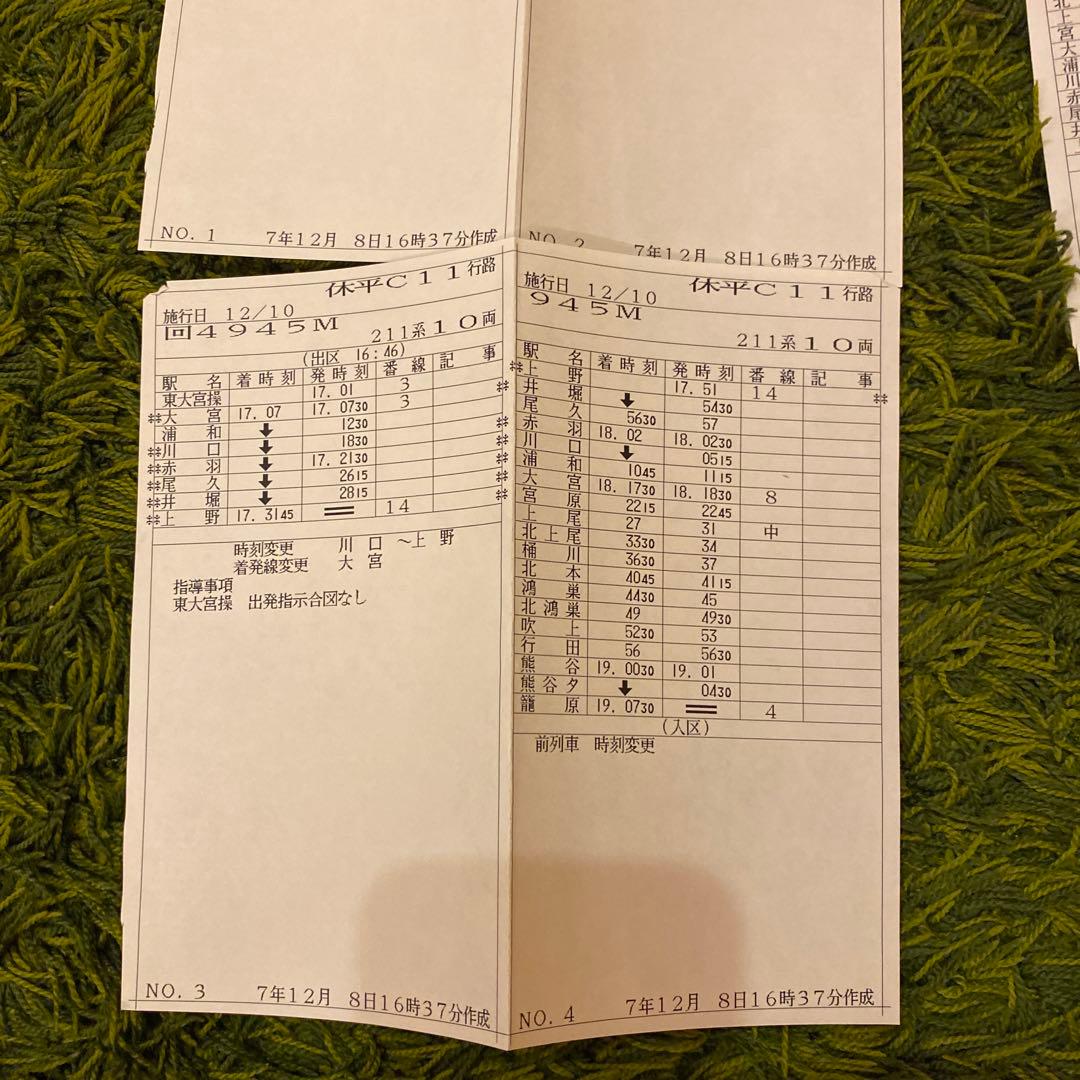 NO. 1 7年12月 8日16時37分作成
NO. 2 7年12月 8日16時37分作成
北
上
宮
大
浦
川
赤
尾
井
休平C11行路
施行日 12/10
回4945M
211系10両
(出区 16:46)
駅 名 着時刻 発時刻 番線 記 事
東大宮操 17.01 3
※大 宮 17.07 17.0730 3
浦 和 ↓ 1230
※川 口 ↓ 1830
※赤 羽 ↓ 17.2130
※尾 久 ↓ 2615
※井 堀 ↓ 2815
※上 野 17.3145 = 14
時刻変更 川 口 ～上 野
着発線変更 大 宮
指導事項
東大宮操 出発指示合図なし
NO. 3 7年12月 8日16時37分作成
休平C11行路
施行日 12/10
945M
211系10両
駅 名 着時刻 発時刻 番線 記 事
※上 野 17.51 14 ※
井 堀 ↓ 5430
尾 久 5630 57
赤 羽 18.02 18.0230
川 口 ↓ 0515
浦 和 1045 1115
大 宮 18.1730 18.1830 8
宮 原 2215 2245
上 尾 27 31 中
北上尾 3330 34
桶 川 3630 37
北 本 4045 4115
鴻 巣 4430 45
北鴻巣 49 4930
吹 上 5230 53
行 田 56 5630
熊 谷 19.0030 19.01
熊谷タ ↓ 0430
籠 原 19.0730 = 4
(入区)
前列車 時刻変更
NO. 4 7年12月 8日16時37分作成